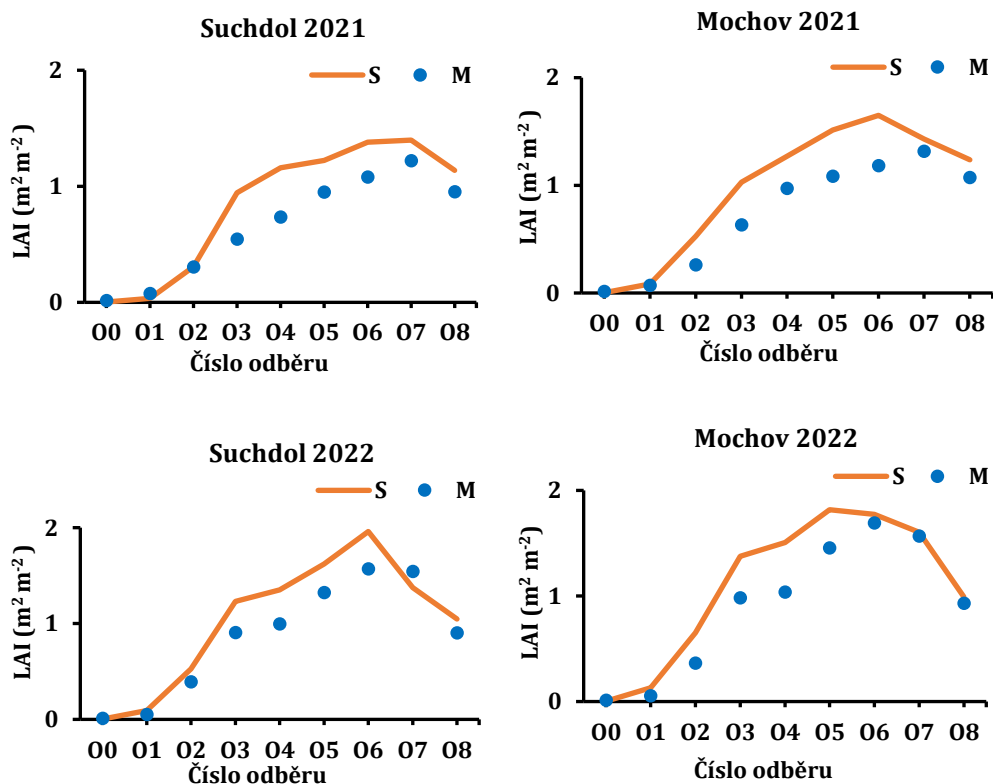 Suchdol 2021
S M
2
1
0
LAI (m² m⁻²)
O0 O1 O2 O3 O4 O5 O6 O7 O8
Číslo odběru
Mochov 2021
S M
2
1
0
LAI (m² m⁻²)
O0 O1 O2 O3 O4 O5 O6 O7 O8
Číslo odběru
Suchdol 2022
S M
2
1
0
LAI (m² m⁻²)
O0 O1 O2 O3 O4 O5 O6 O7 O8
Číslo odběru
Mochov 2022
S M
2
1
0
LAI (m² m⁻²)
O0 O1 O2 O3 O4 O5 O6 O7 O8
Číslo odběru